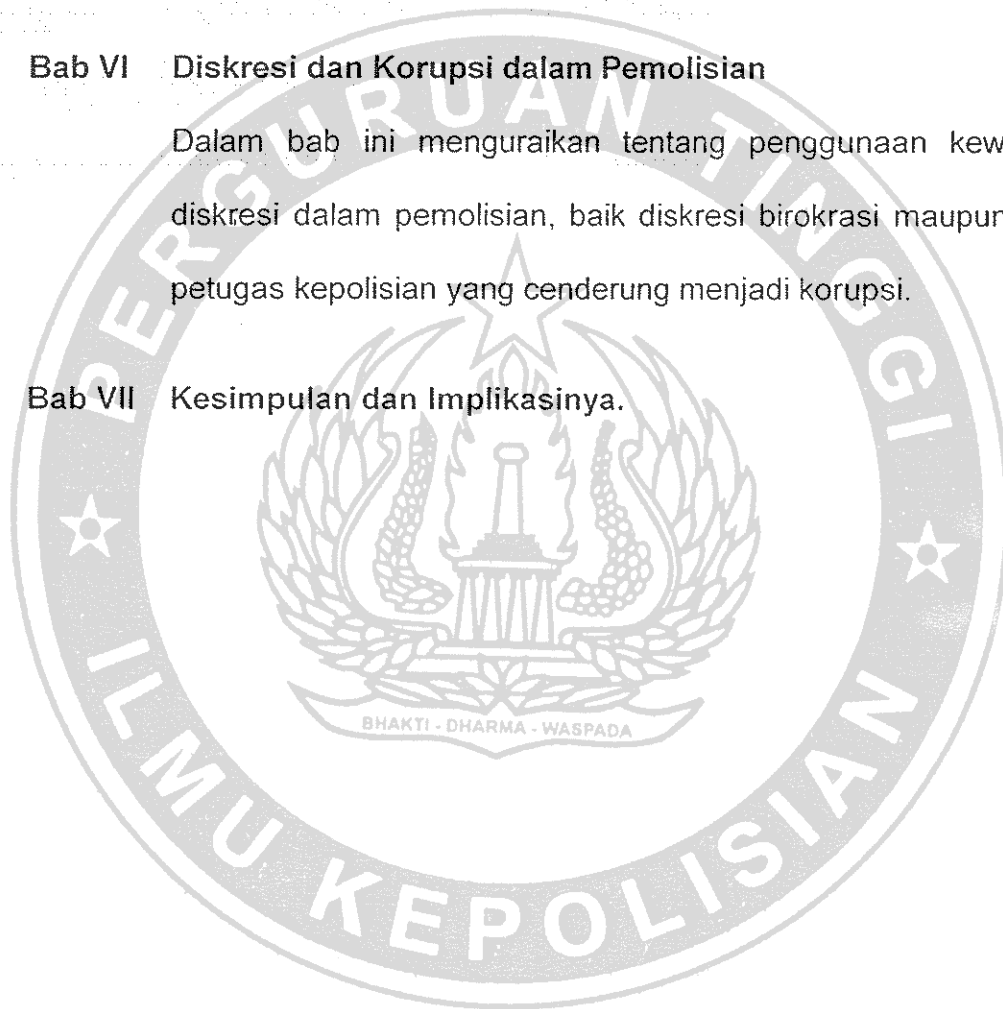 Bab VI Diskresi dan Korupsi dalam Pemolisian
Dalam bab ini menguraikan tentang penggunaan kew
diskresi dalam pemolisian, baik diskresi birokrasi maupun
petugas kepolisian yang cenderung menjadi korupsi.
Bab VII Kesimpulan dan Implikasinya.
PERGURUAN TINGGI
BHAKTI - DHARMA - WASPADA
ILMU KEPOLISIAN